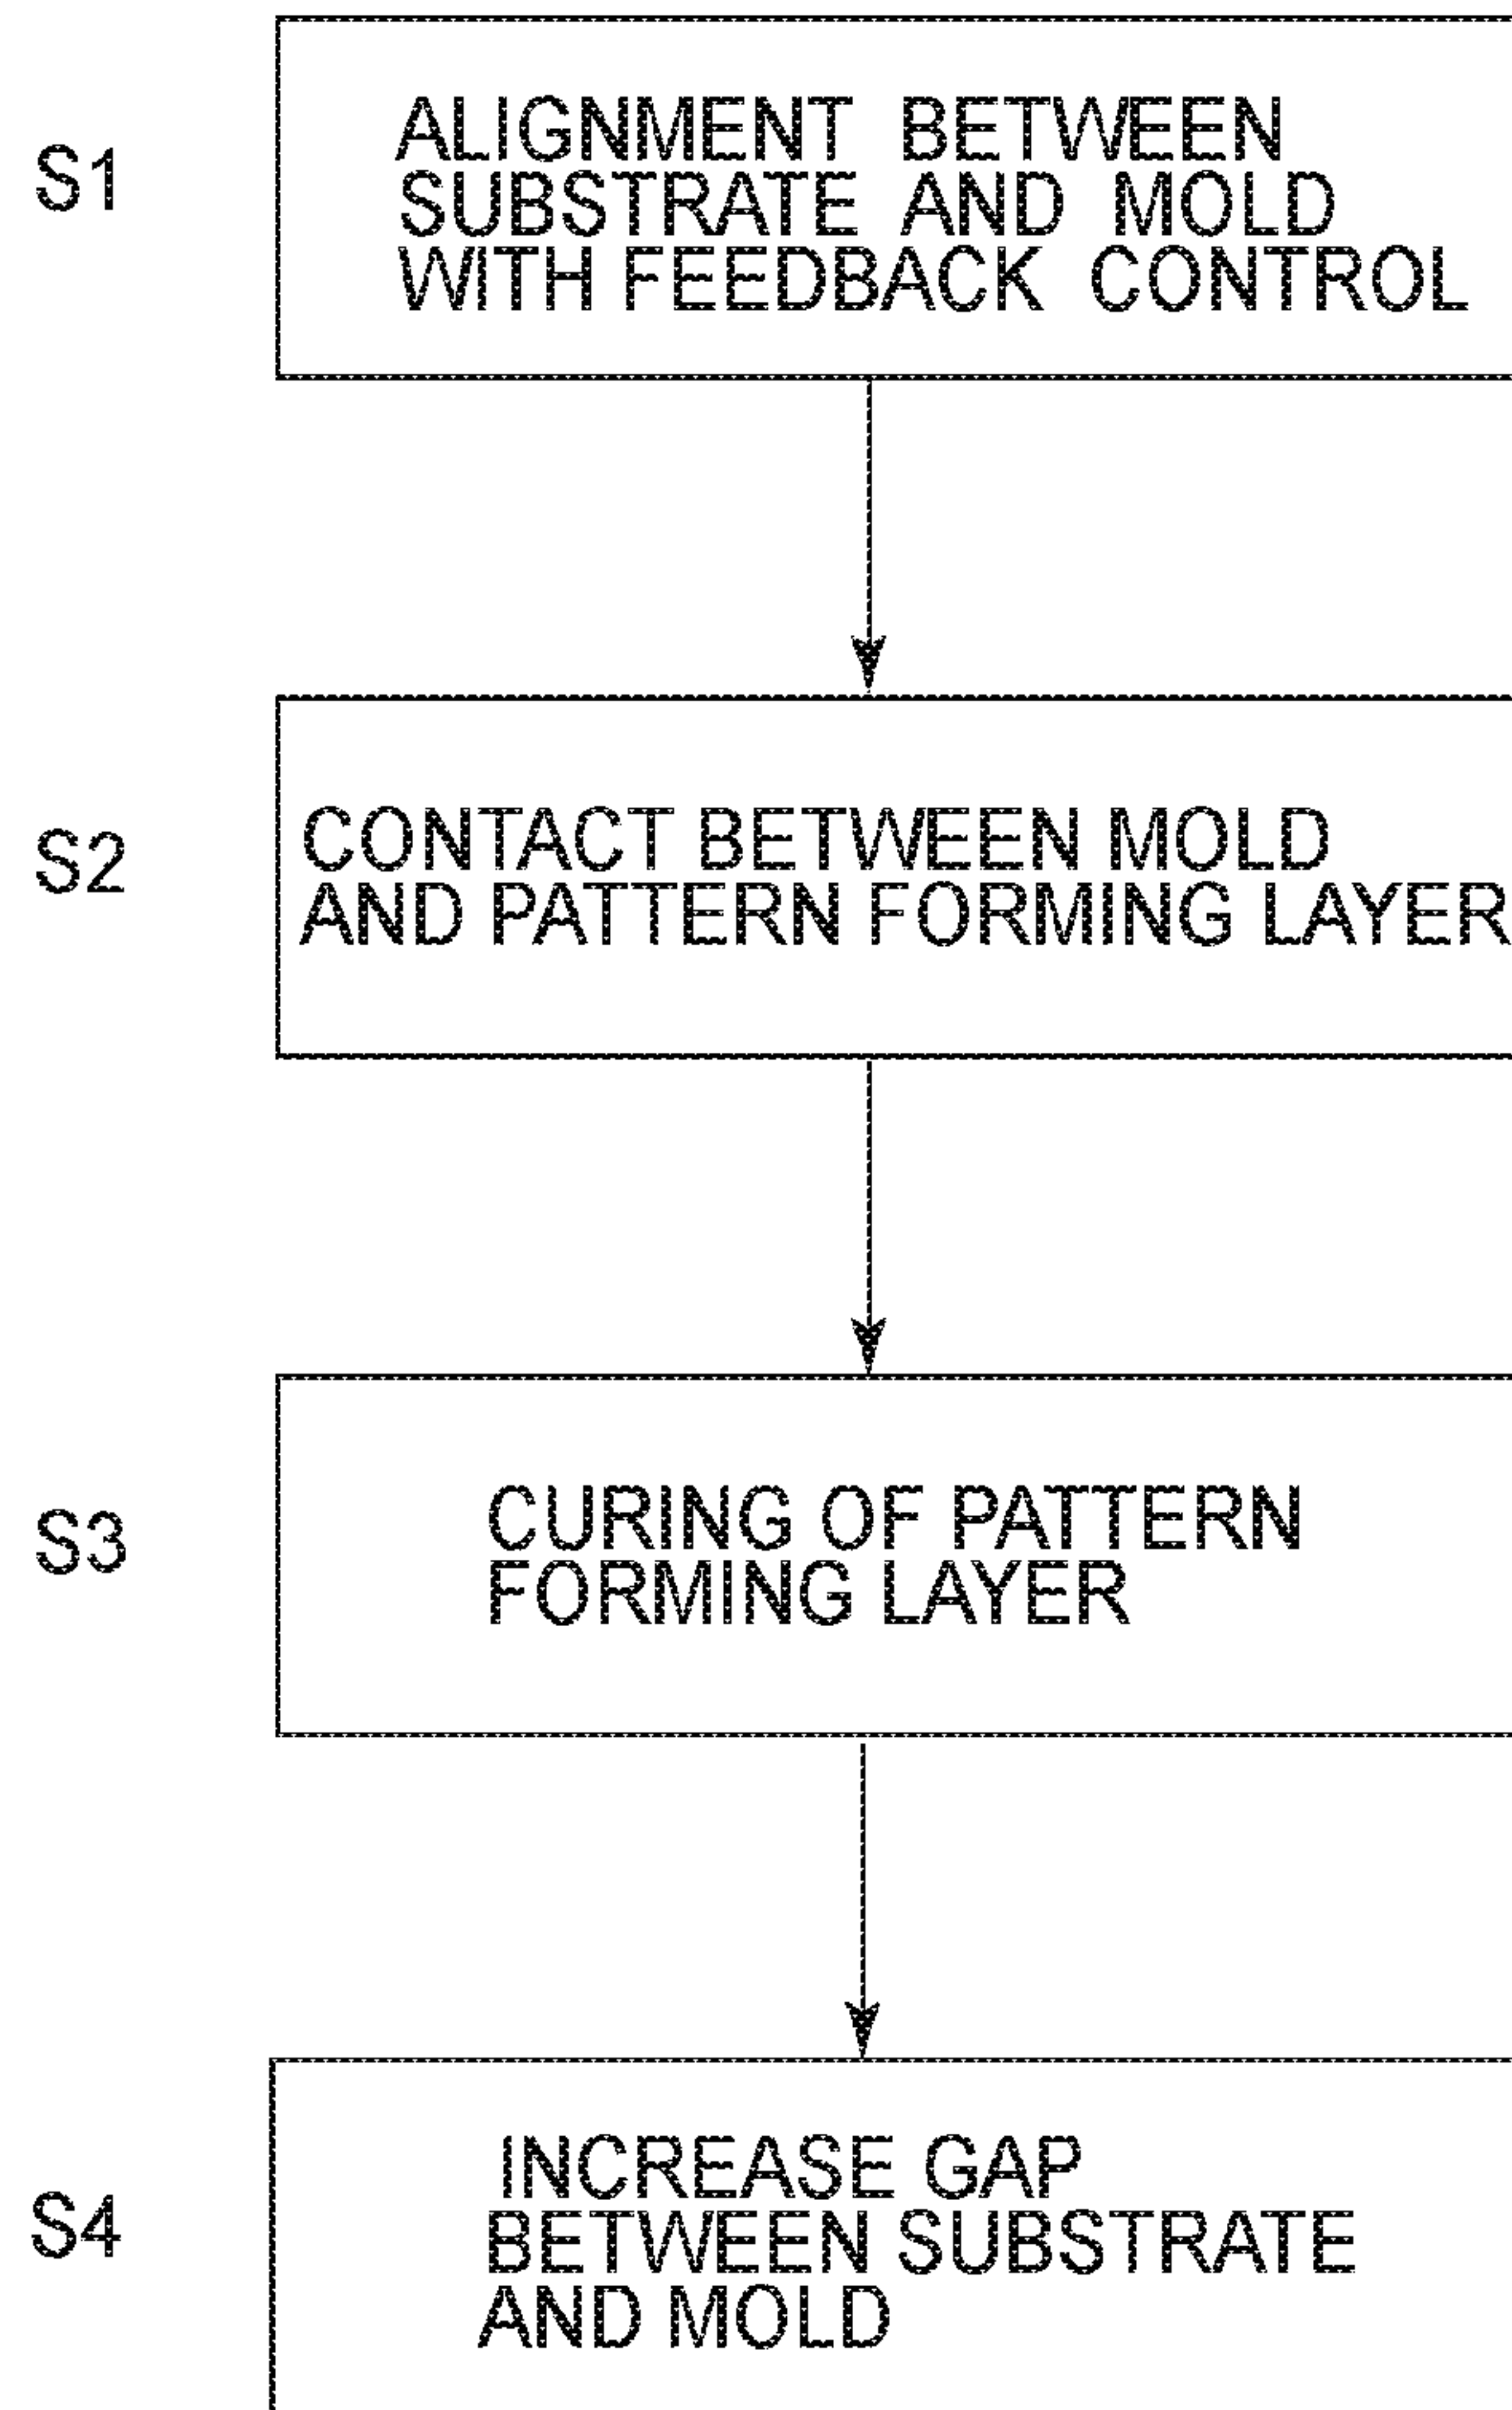 S1
ALIGNMENT BETWEEN
SUBSTRATE AND MOLD
WITH FEEDBACK CONTROL
S2
CONTACT BETWEEN MOLD
AND PATTERN FORMING LAYER
S3
CURING OF PATTERN
FORMING LAYER
S4
INCREASE GAP
BETWEEN SUBSTRATE
AND MOLD